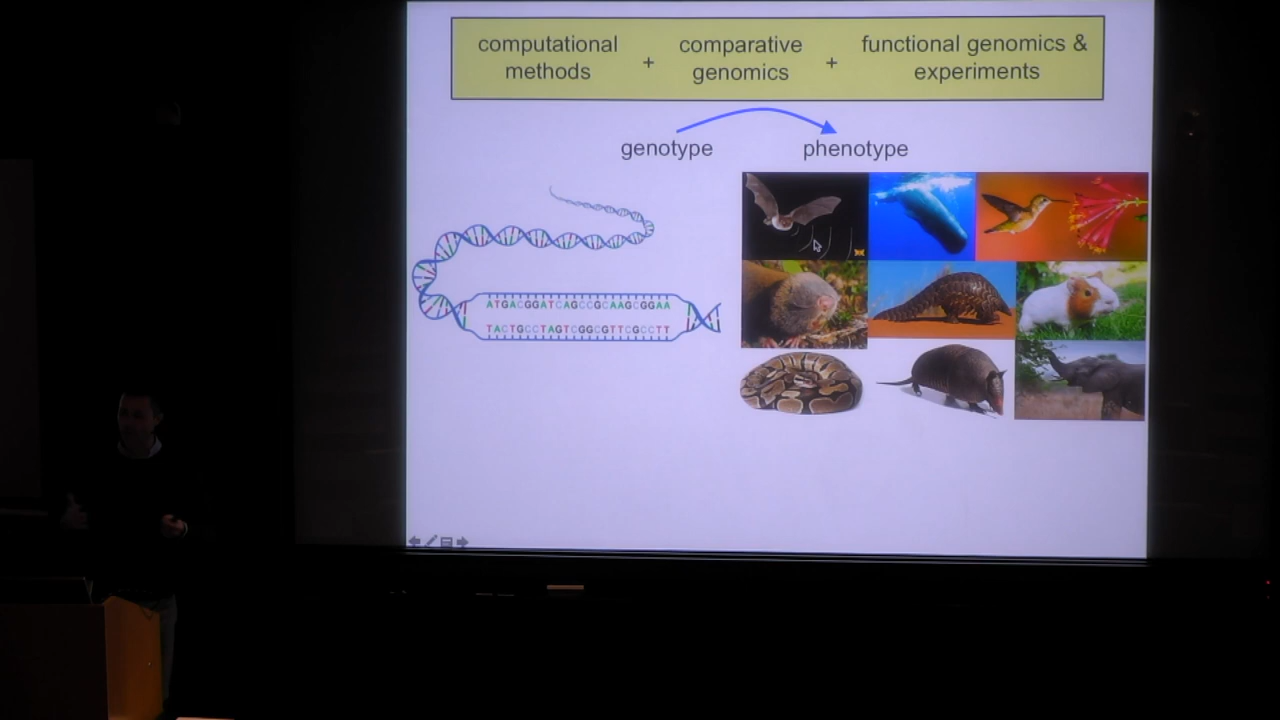 computational
methods
+
comparative
genomics
+
functional genomics &
experiments
genotype
phenotype
ATGACGGATCAGCCGCAAGCGGAA
TACTGCCTAGTCGGCGTTCGCCTT